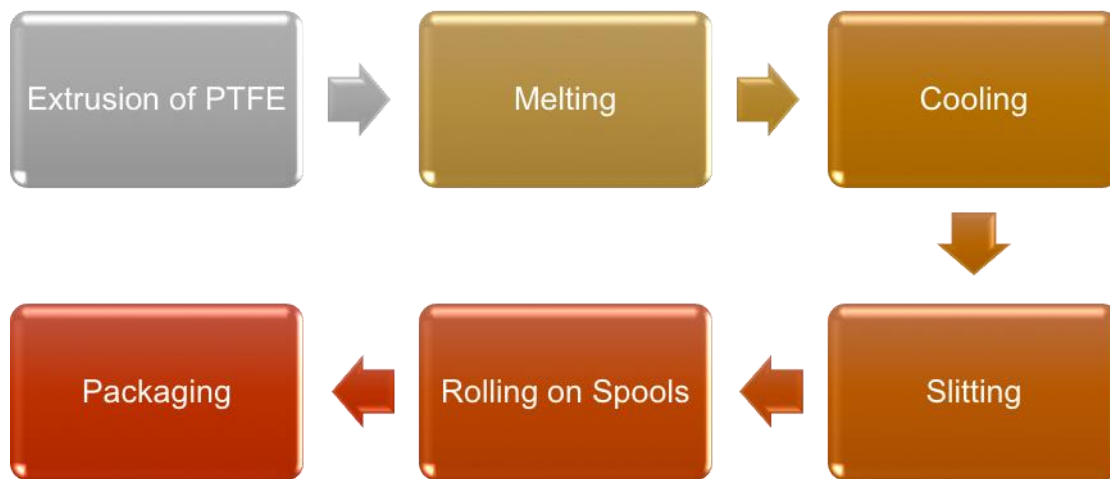 Extrusion of PTFE
Melting
Cooling
Slitting
Rolling on Spools
Packaging